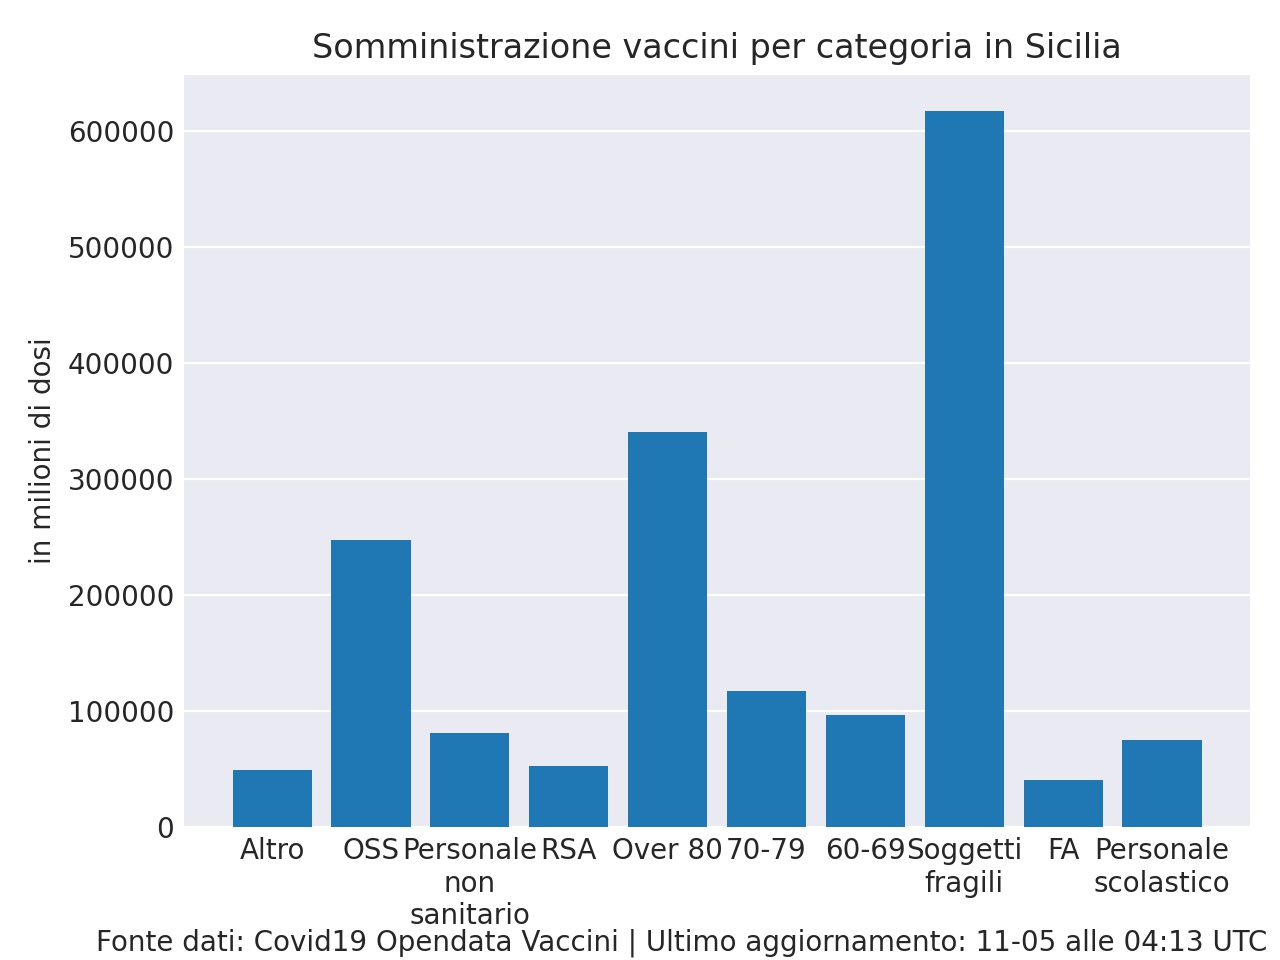 Somministrazione vaccini per categoria in Sicilia
in milioni di dosi
600000
500000
400000
300000
200000
100000
0
Altro
OSS
Personale
non
sanitario
RSA
Over 80
70-79
60-69
Soggetti
fragili
FA
Personale
scolastico
Fonte dati: Covid19 Opendata Vaccini | Ultimo aggiornamento: 11-05 alle 04:13 UTC